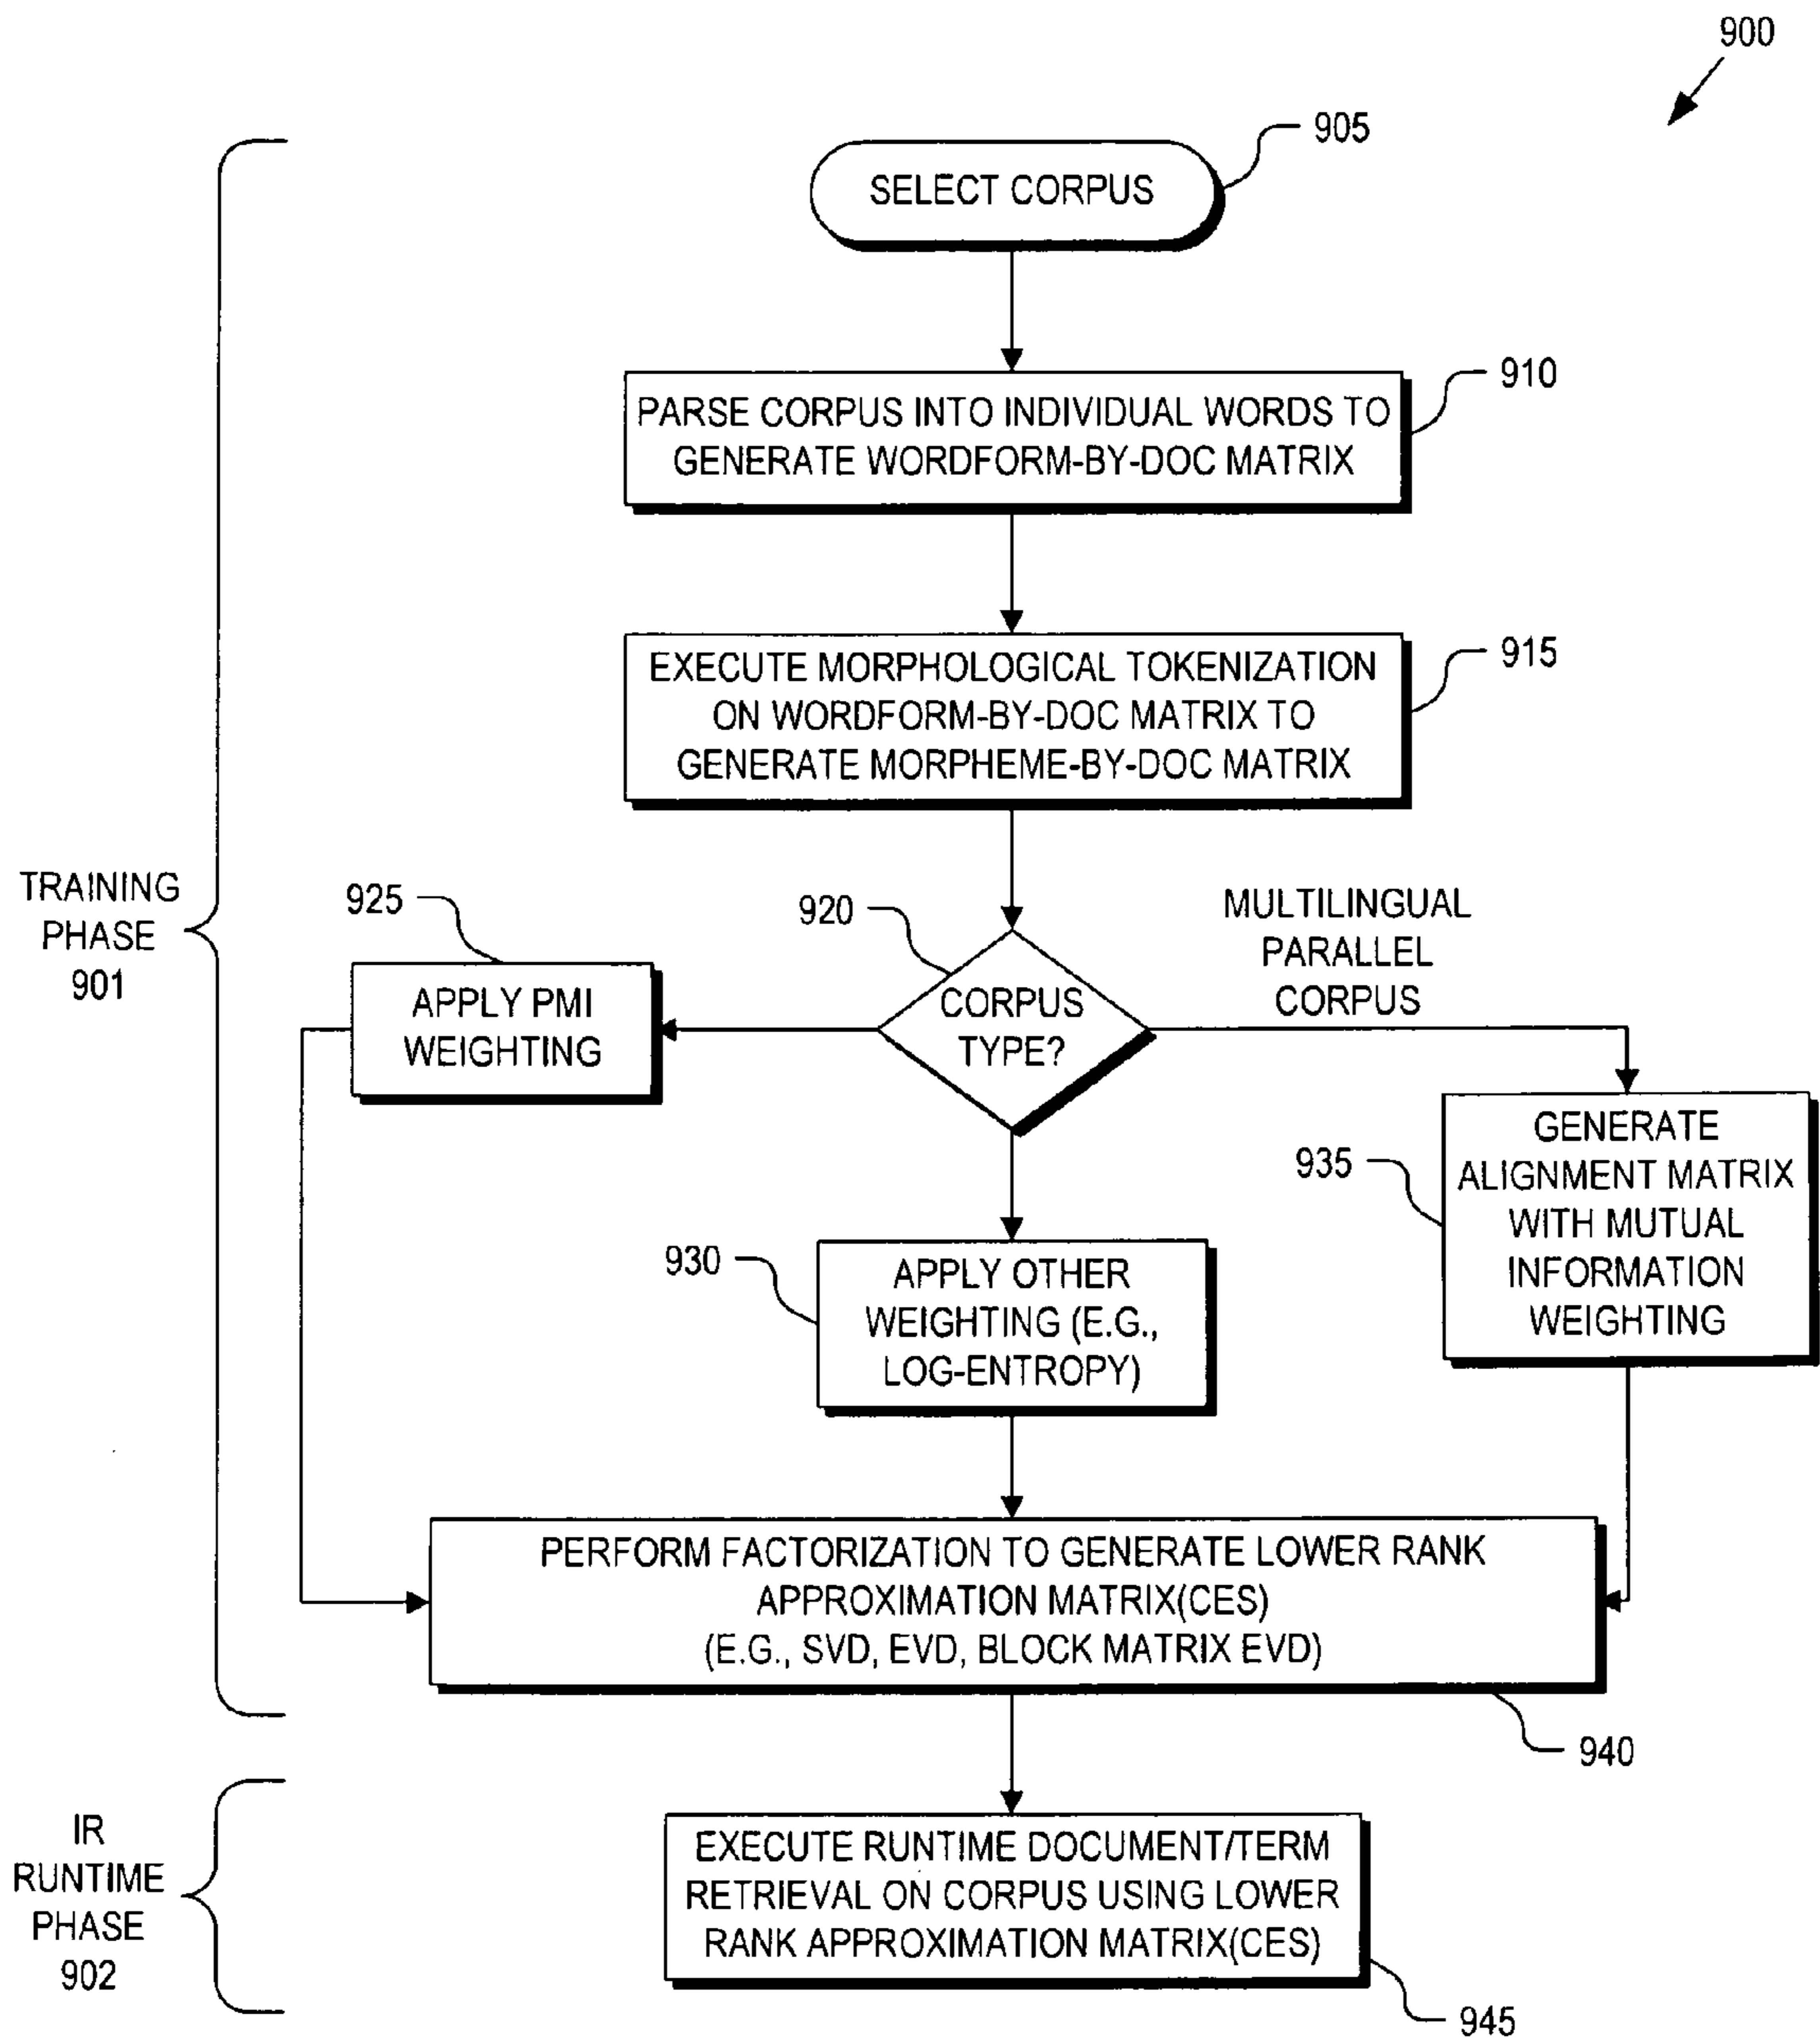 900
905
SELECT CORPUS
910
PARSE CORPUS INTO INDIVIDUAL WORDS TO
GENERATE WORDFORM-BY-DOC MATRIX
915
EXECUTE MORPHOLOGICAL TOKENIZATION
ON WORDFORM-BY-DOC MATRIX TO
GENERATE MORPHEME-BY-DOC MATRIX
TRAINING
PHASE
901
925
APPLY PMI
WEIGHTING
920
CORPUS
TYPE?
MULTILINGUAL
PARALLEL
CORPUS
930
APPLY OTHER
WEIGHTING (E.G.,
LOG-ENTROPY)
935
GENERATE
ALIGNMENT MATRIX
WITH MUTUAL
INFORMATION
WEIGHTING
PERFORM FACTORIZATION TO GENERATE LOWER RANK
APPROXIMATION MATRIX(CES)
(E.G., SVD, EVD, BLOCK MATRIX EVD)
940
IR
RUNTIME
PHASE
902
EXECUTE RUNTIME DOCUMENT/TERM
RETRIEVAL ON CORPUS USING LOWER
RANK APPROXIMATION MATRIX(CES)
945